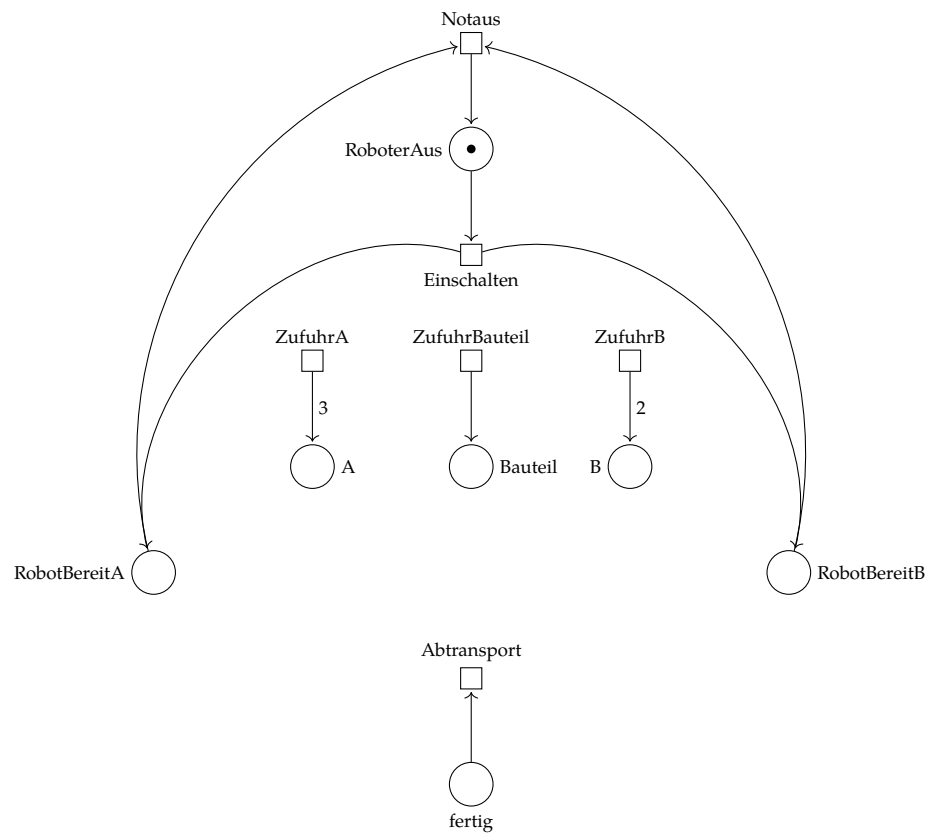 Notaus
RoboterAus
Einschalten
ZufuhrA
ZufuhrBauteil
ZufuhrB
3
2
A
Bauteil
B
RobotBereitA
RobotBereitB
Abtransport
fertig